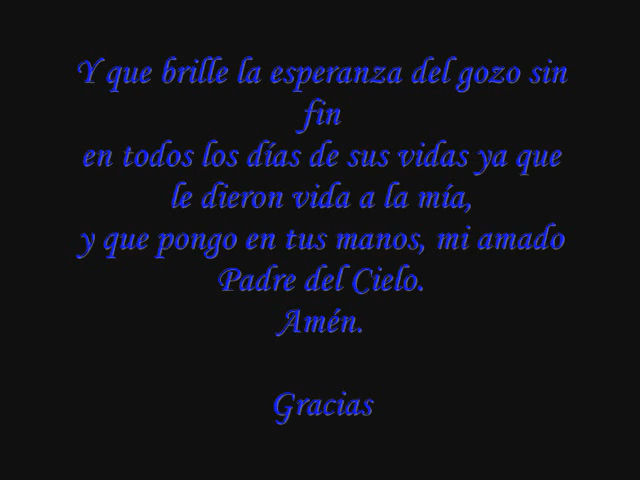 Y que brille la esperanza del gozo sin
fin
en todos los días de sus vidas ya que
le dieron vida a la mía,
y que pongo en tus manos, mi amado
Padre del Cielo.
Amén.
Gracias